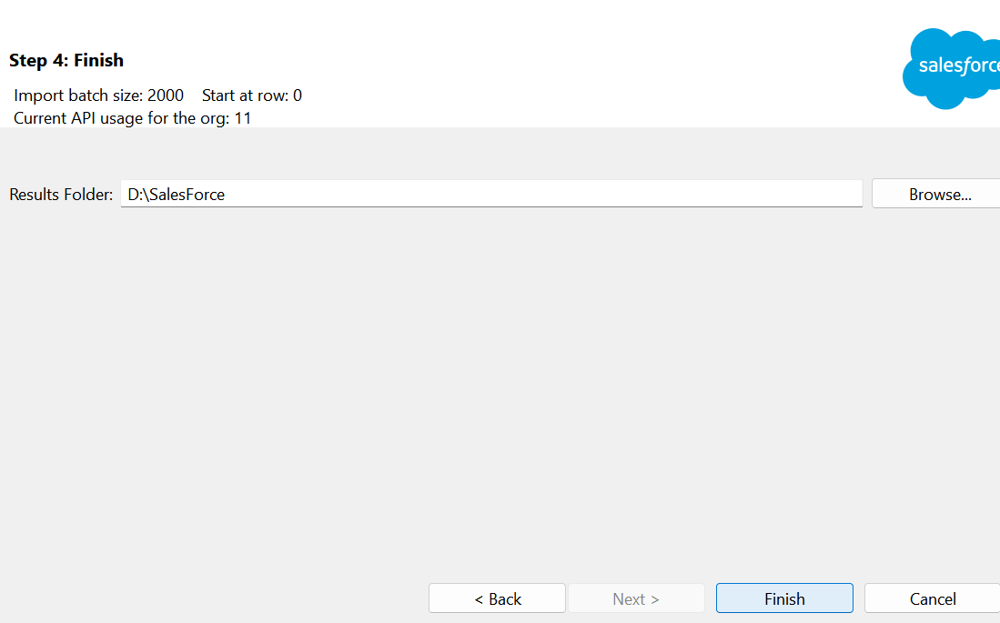 Step 4: Finish
salesforce
Import batch size: 2000 Start at row: 0
Current API usage for the org: 11
Results Folder: D:\SalesForce Browse...
< Back Next > Finish Cancel